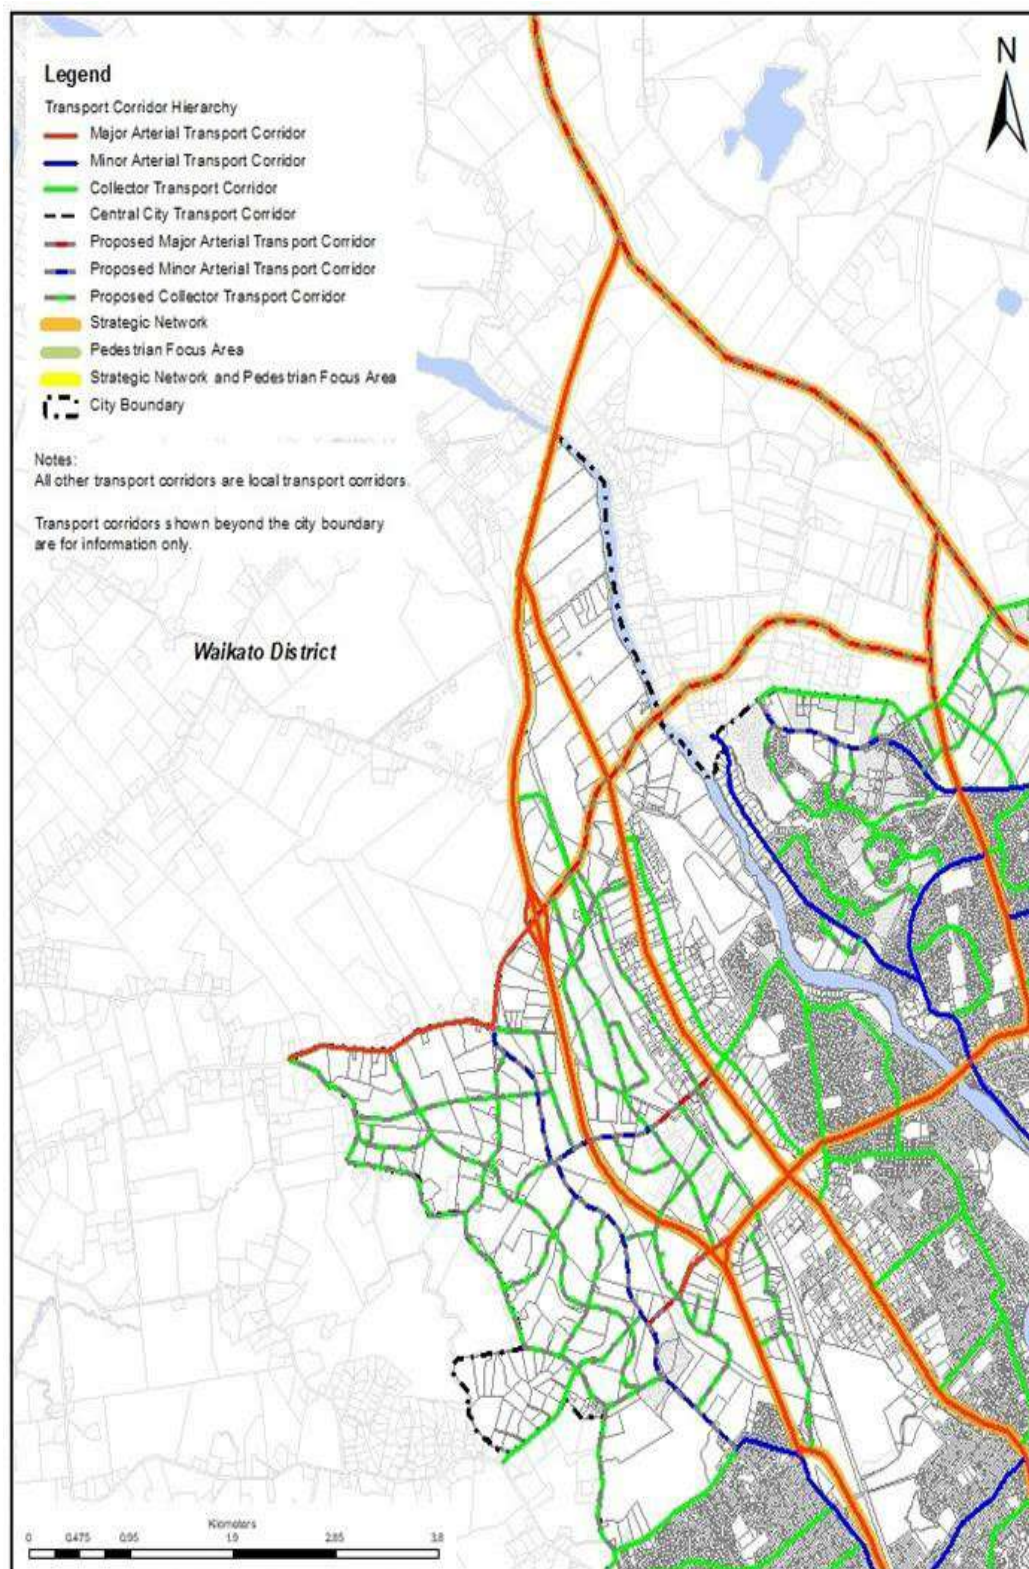 N
Legend
Transport Corridor Hierarchy
Major Arterial Transport Corridor
Minor Arterial Transport Corridor
Collector Transport Corridor
Central City Transport Corridor
Proposed Major Arterial Transport Corridor
Proposed Minor Arterial Transport Corridor
Proposed Collector Transport Corridor
Strategic Network
Pedestrian Focus Area
Strategic Network and Pedestrian Focus Area
City Boundary
Notes:
All other transport corridors are local transport corridors.
Transport corridors shown beyond the city boundary
are for information only.
Waikato District
Kilometers
0 0.475 0.95 1.9 2.85 3.8